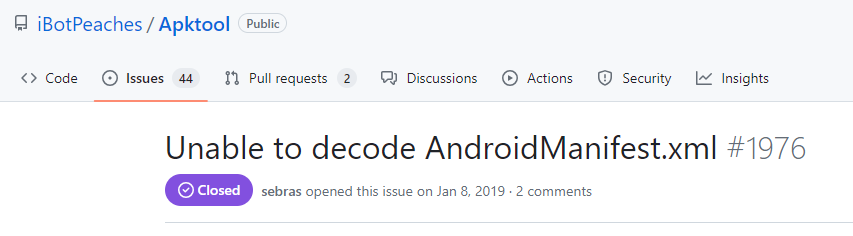 iBotPeaches / Apktool Public
Code Issues 44 Pull requests 2 Discussions Actions Security Insights
Unable to decode AndroidManifest.xml #1976
Closed sebras opened this issue on Jan 8, 2019 · 2 comments